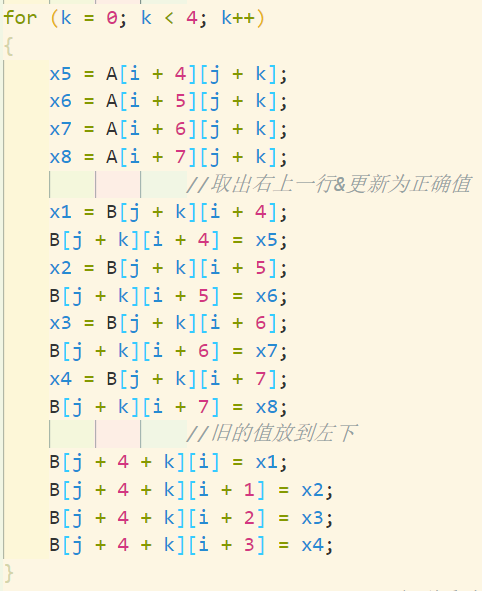 for (k = 0; k < 4; k++)
{
x5 = A[i + 4][j + k];
x6 = A[i + 5][j + k];
x7 = A[i + 6][j + k];
x8 = A[i + 7][j + k];
//取出右上一行&更新为正确值
x1 = B[j + k][i + 4];
B[j + k][i + 4] = x5;
x2 = B[j + k][i + 5];
B[j + k][i + 5] = x6;
x3 = B[j + k][i + 6];
B[j + k][i + 6] = x7;
x4 = B[j + k][i + 7];
B[j + k][i + 7] = x8;
//旧的值放到左下
B[j + 4 + k][i] = x1;
B[j + 4 + k][i + 1] = x2;
B[j + 4 + k][i + 2] = x3;
B[j + 4 + k][i + 3] = x4;
}